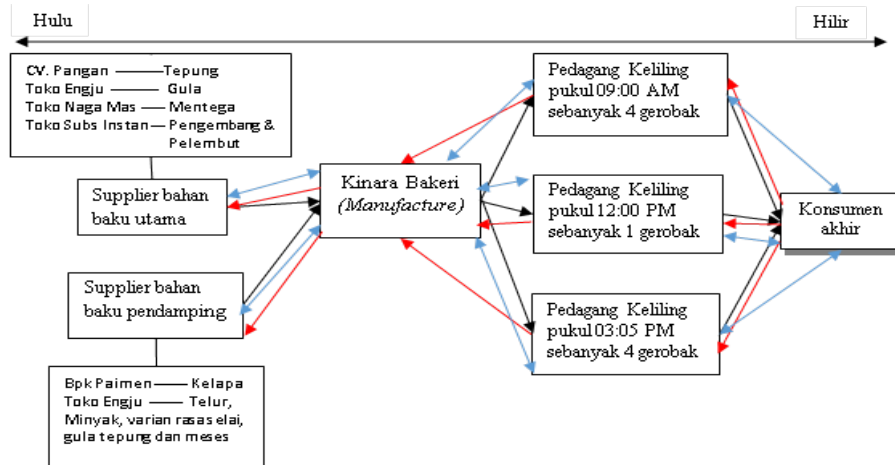 Hulu
Hilir
CV. Pangan Tepung
Toko Engju Gula
Toko Naga Mas Mentega
Toko Subs Instan Pengembang &
Pelembut
Supplier bahan
baku utama
Supplier bahan
baku pendamping
Bpk Paimen Kelapa
Toko Engju Telur,
Minyak, varian rasa selai,
gula tepung dan meses
Kinara Bakeri
(Manufacture)
Pedagang Keliling
pukul 09:00 AM
sebanyak 4 gerobak
Pedagang Keliling
pukul 12:00 PM
sebanyak 1 gerobak
Pedagang Keliling
pukul 03:05 PM
sebanyak 4 gerobak
Konsumen
akhir